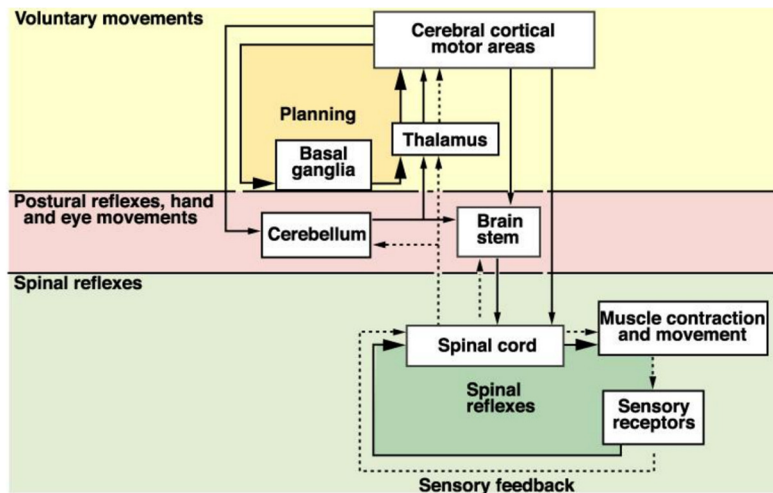 Voluntary movements
Cerebral cortical
motor areas
Planning
Thalamus
Basal
ganglia
Postural reflexes, hand
and eye movements
Cerebellum
Brain
stem
Spinal reflexes
Muscle contraction
and movement
Spinal cord
Spinal
reflexes
Sensory
receptors
Sensory feedback